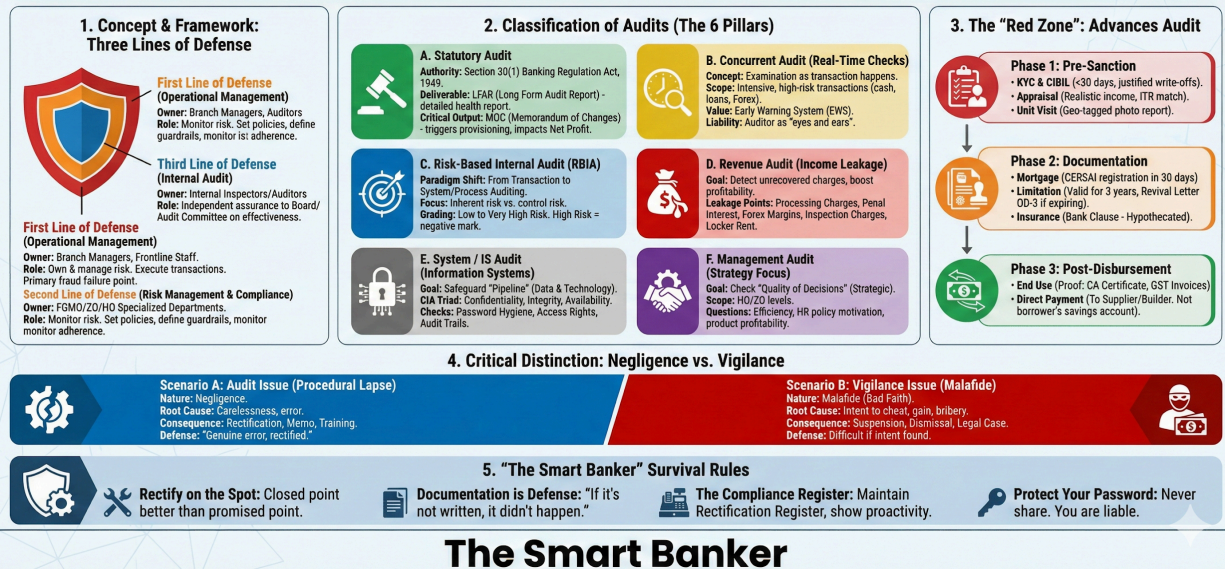 1. Concept & Framework:
Three Lines of Defense
First Line of Defense
(Operational Management)
Owner: Branch Managers, Auditors
Role: Monitor risk. Set policies, define
guardrails, monitor ist adherence.
Third Line of Defense
(Internal Audit)
Owner: Internal Inspectors/Auditors
Role: Independent assurance to Board/
Audit Committee on effectiveness.
First Line of Defense
(Operational Management)
Owner: Branch Managers, Frontline Staff.
Role: Own & manage risk. Execute transactions.
Primary fraud failure point.
Second Line of Defense (Risk Management & Compliance)
Owner: FGMO/ZO/HO Specialized Departments.
Role: Monitor risk. Set policies, define guardrails, monitor
monitor adherence.
2. Classification of Audits (The 6 Pillars)
A. Statutory Audit
Authority: Section 30(1) Banking Regulation Act,
1949.
Deliverable: LFAR (Long Form Audit Report) -
detailed health report.
Critical Output: MOC (Memorandum of Changes)
- triggers provisioning, impacts Net Profit.
B. Concurrent Audit (Real-Time Checks)
Concept: Examination as transaction happens.
Scope: Intensive, high-risk transactions (cash,
loans, Forex).
Value: Early Warning System (EWS).
Liability: Auditor as "eyes and ears".
C. Risk-Based Internal Audit (RBIA)
Paradigm Shift: From Transaction to
System/Process Auditing.
Focus: Inherent risk vs. control risk.
Grading: Low to Very High Risk. High Risk =
negative mark.
D. Revenue Audit (Income Leakage)
Goal: Detect unrecovered charges, boost
profitability.
Leakage Points: Processing Charges, Penal
Interest, Forex Margins, Inspection Charges,
Locker Rent.
E. System / IS Audit
(Information Systems)
Goal: Safeguard "Pipeline" (Data & Technology).
CIA Triad: Confidentiality, Integrity, Availability.
Checks: Password Hygiene, Access Rights,
Audit Trails.
F. Management Audit
(Strategy Focus)
Goal: Check "Quality of Decisions" (Strategic).
Scope: HO/ZO levels.
Questions: Efficiency, HR policy motivation,
product profitability.
3. The "Red Zone": Advances Audit
Phase 1: Pre-Sanction
• KYC & CIBIL (<30 days, justified write-offs).
• Appraisal (Realistic income, ITR match).
• Unit Visit (Geo-tagged photo report).
Phase 2: Documentation
• Mortgage (CERSAI registration in 30 days)
• Limitation (Valid for 3 years, Revival Letter
OD-3 if expiring).
• Insurance (Bank Clause - Hypothecated).
Phase 3: Post-Disbursement
• End Use (Proof: CA Certificate, GST Invoices)
• Direct Payment (To Supplier/Builder. Not
borrower's savings account).
4. Critical Distinction: Negligence vs. Vigilance
Scenario A: Audit Issue (Procedural Lapse)
Nature: Negligence.
Root Cause: Carelessness, error.
Consequence: Rectification, Memo, Training.
Defense: "Genuine error, rectified."
Scenario B: Vigilance Issue (Malafide)
Nature: Malafide (Bad Faith).
Root Cause: Intent to cheat, gain, bribery.
Consequence: Suspension, Dismissal, Legal Case.
Defense: Difficult if intent found.
5. "The Smart Banker" Survival Rules
Rectify on the Spot: Closed point
better than promised point.
Documentation is Defense: "If it's
not written, it didn't happen."
The Compliance Register: Maintain
Rectification Register, show proactivity.
Protect Your Password: Never
share. You are liable.
The Smart Banker